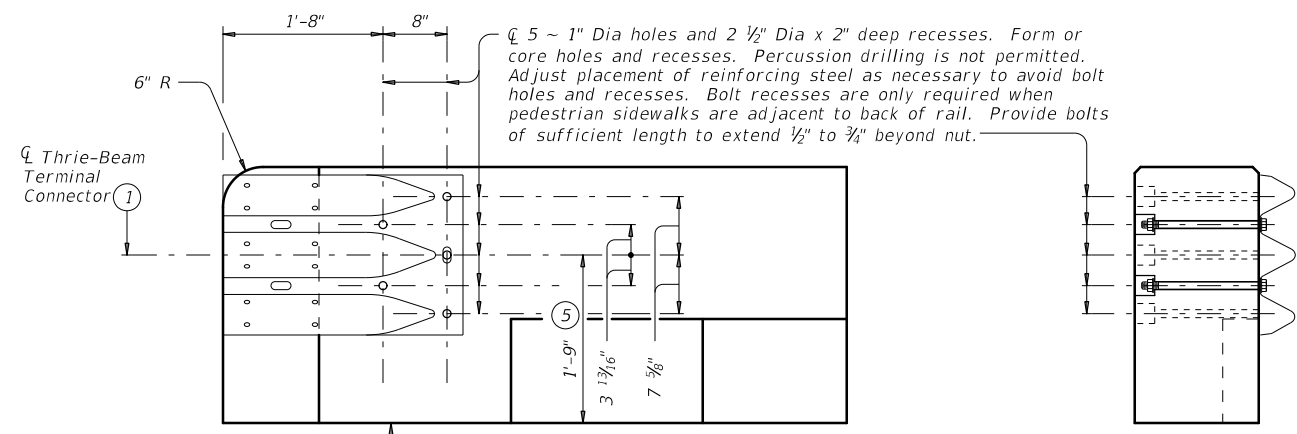 1'-8"
8"
℄ 5 ~ 1" Dia holes and 2 ½" Dia x 2" deep recesses. Form or
core holes and recesses. Percussion drilling is not permitted.
Adjust placement of reinforcing steel as necessary to avoid bolt
holes and recesses. Bolt recesses are only required when
pedestrian sidewalks are adjacent to back of rail. Provide bolts
of sufficient length to extend ½" to ¾" beyond nut.
6" R
℄ Thrie-Beam
Terminal
Connector 1
5
1'-9"
3 13/16"
7 ⅝"